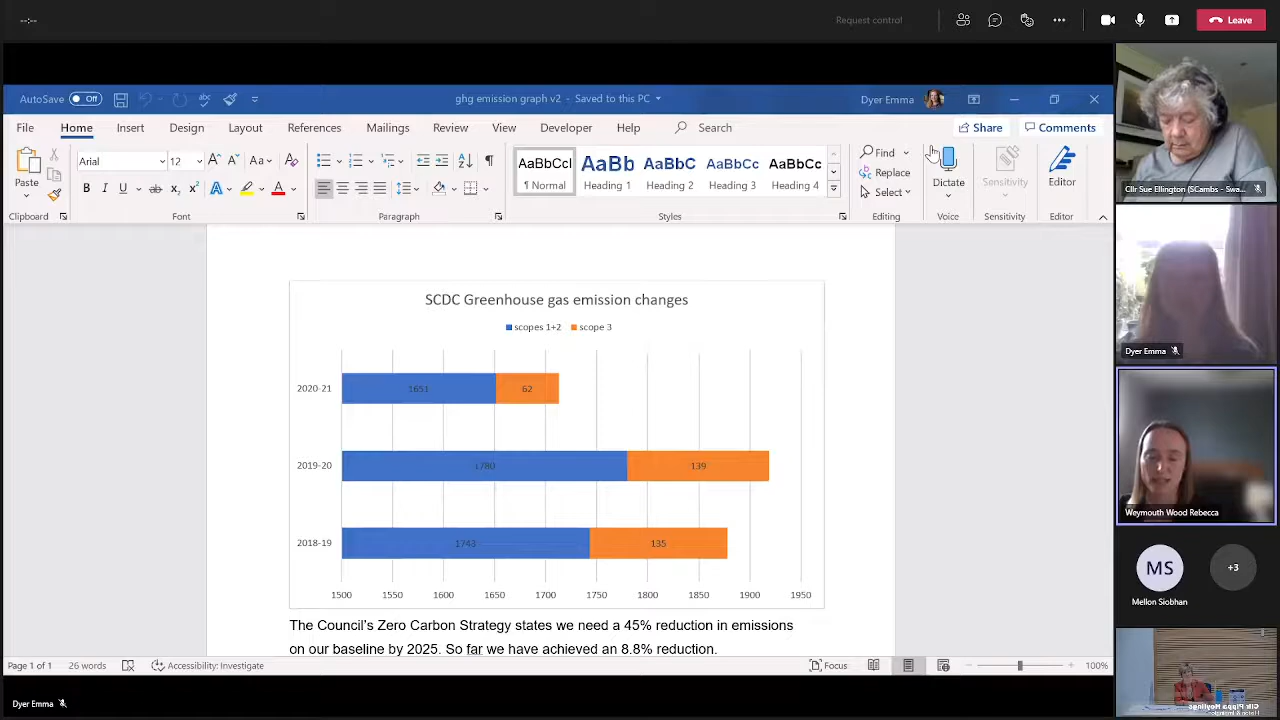 --:--
Request control
Leave
AutoSave Off
ghg emission graph v2 - Saved to this PC
Dyer Emma
File Home Insert Design Layout References Mailings Review View Developer Help Search
Share Comments
Paste
Arial 12
AaBbCcI AaBb AaBbC AaBbCc AaBbCc
¶ Normal Heading 1 Heading 2 Heading 3 Heading 4
Find
Replace
Select
Dictate
Sensitivity
Editor
Clipboard Font Paragraph Styles Editing Voice Sensitivity Editor
SCDC Greenhouse gas emission changes
scopes 1+2 scope 3
2020-21 1651 62
2019-20 1780 139
2018-19 1743 135
1500 1550 1600 1650 1700 1750 1800 1850 1900 1950
The Council's Zero Carbon Strategy states we need a 45% reduction in emissions
on our baseline by 2025. So far we have achieved an 8.8% reduction.
Page 1 of 1 26 words Accessibility: Investigate
Focus 100%
Dyer Emma
Cllr Sue Ellington (SCambs - Swa...
Dyer Emma
Weymouth Wood Rebecca
MS
+3
Mellon Siobhan